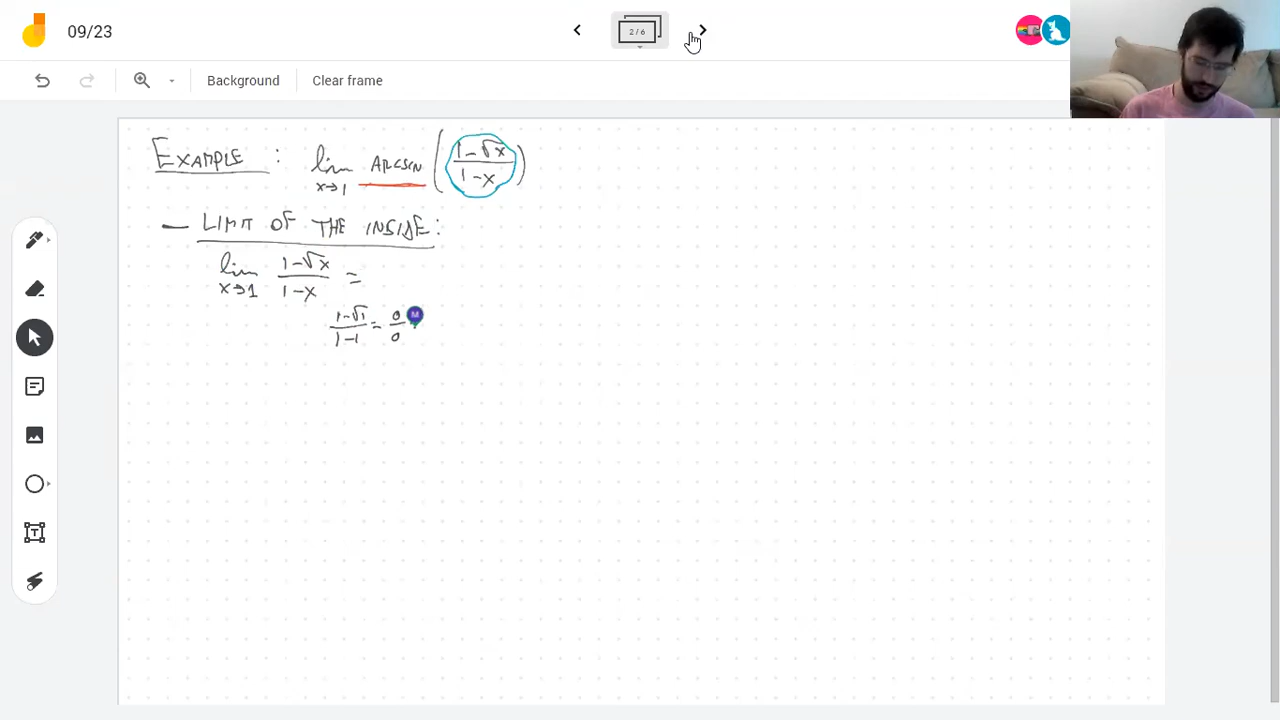 09/23
2 / 6
Background
Clear frame
EXAMPLE : lim x→1 ARCSIN ( 1-√x / 1-x )
— LIMIT OF THE INSIDE:
lim x→1 1-√x / 1-x =
1-√1 / 1-1 = 0/0
M
T